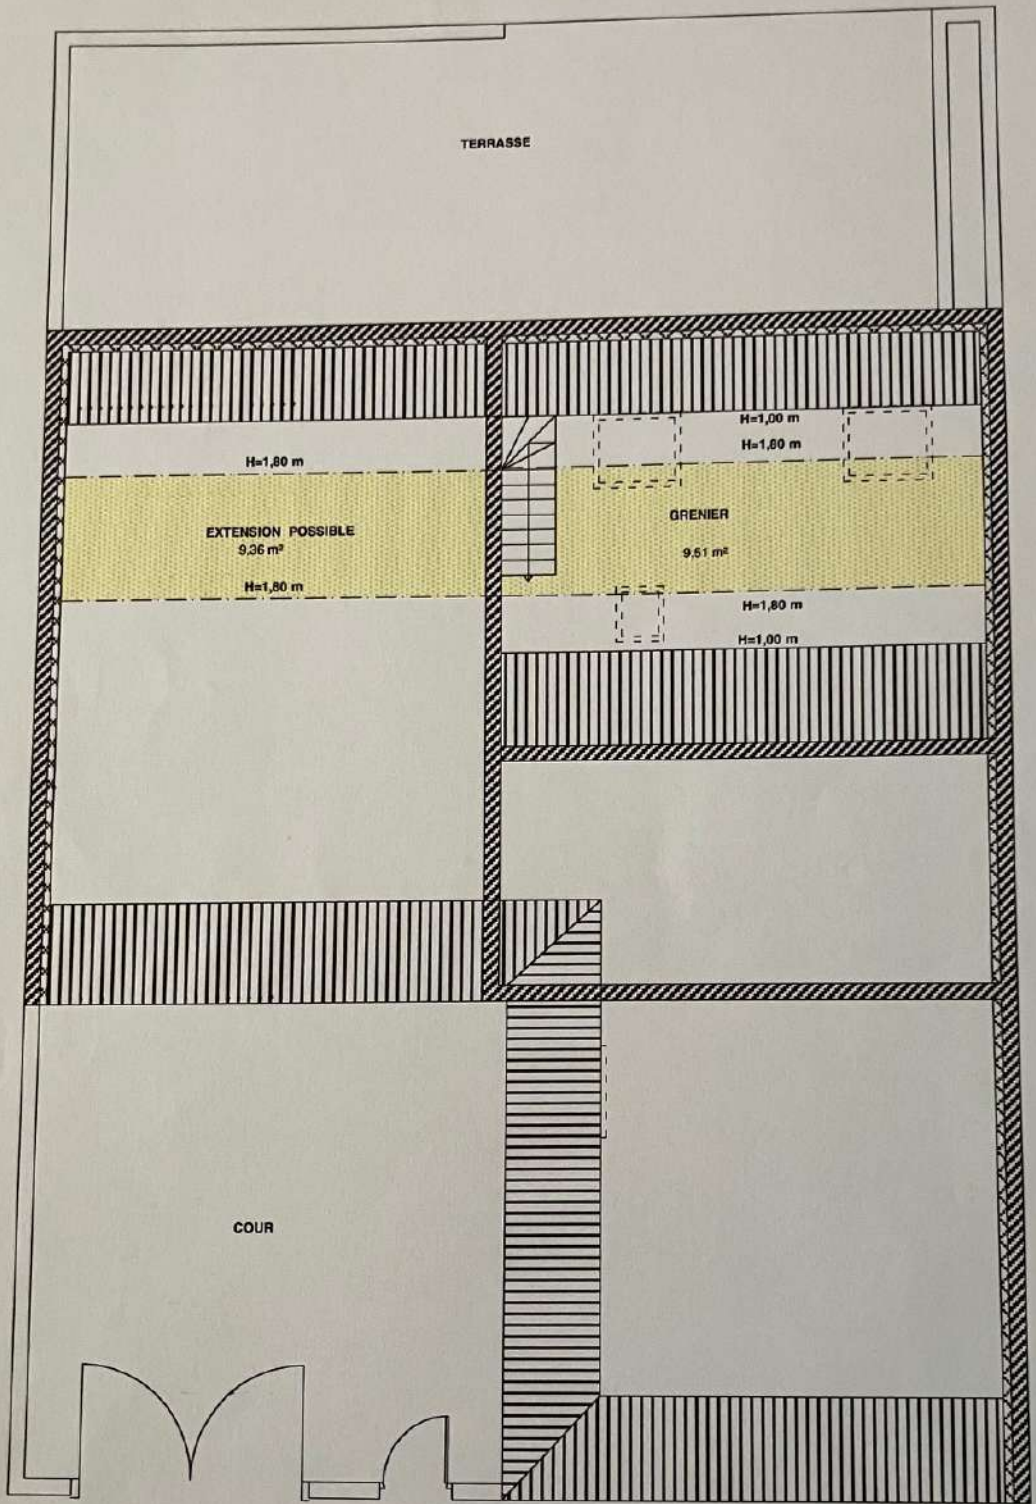 TERRASSE
H=1,00 m
H=1,80 m
H=1,80 m
EXTENSION POSSIBLE
9,36 m²
GRENIER
9,51 m²
H=1,80 m
H=1,80 m
H=1,00 m
COUR